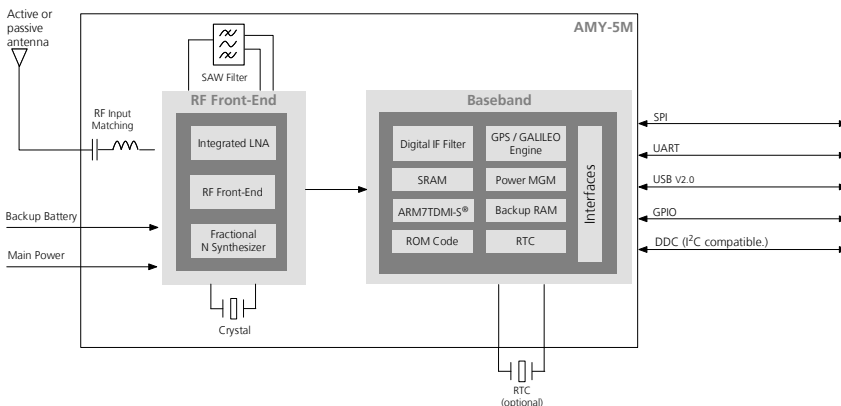 Active or
passive
antenna
AMY-5M
SAW Filter
RF Input
Matching
RF Front-End
Integrated LNA
RF Front-End
Fractional
N Synthesizer
Crystal
Backup Battery
Main Power
Baseband
Digital IF Filter
GPS / GALILEO
Engine
SRAM
Power MGM
ARM7TDMI-S®
Backup RAM
ROM Code
RTC
Interfaces
SPI
UART
USB V2.0
GPIO
DDC (I²C compatible.)
RTC
(optional)